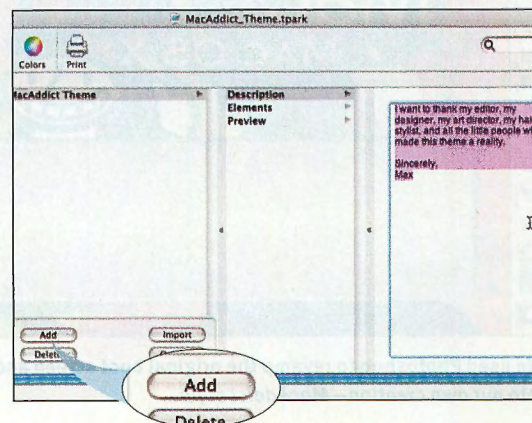 MacAddict_Theme.tpark
Colors Print
MacAddict Theme
Description
Elements
Preview
I want to thank my editor, my
designer, my art director, my hair
stylist, and all the little people
made this theme a reality.
Sincerely,
Max
Add Import
Delete
Add
Delete